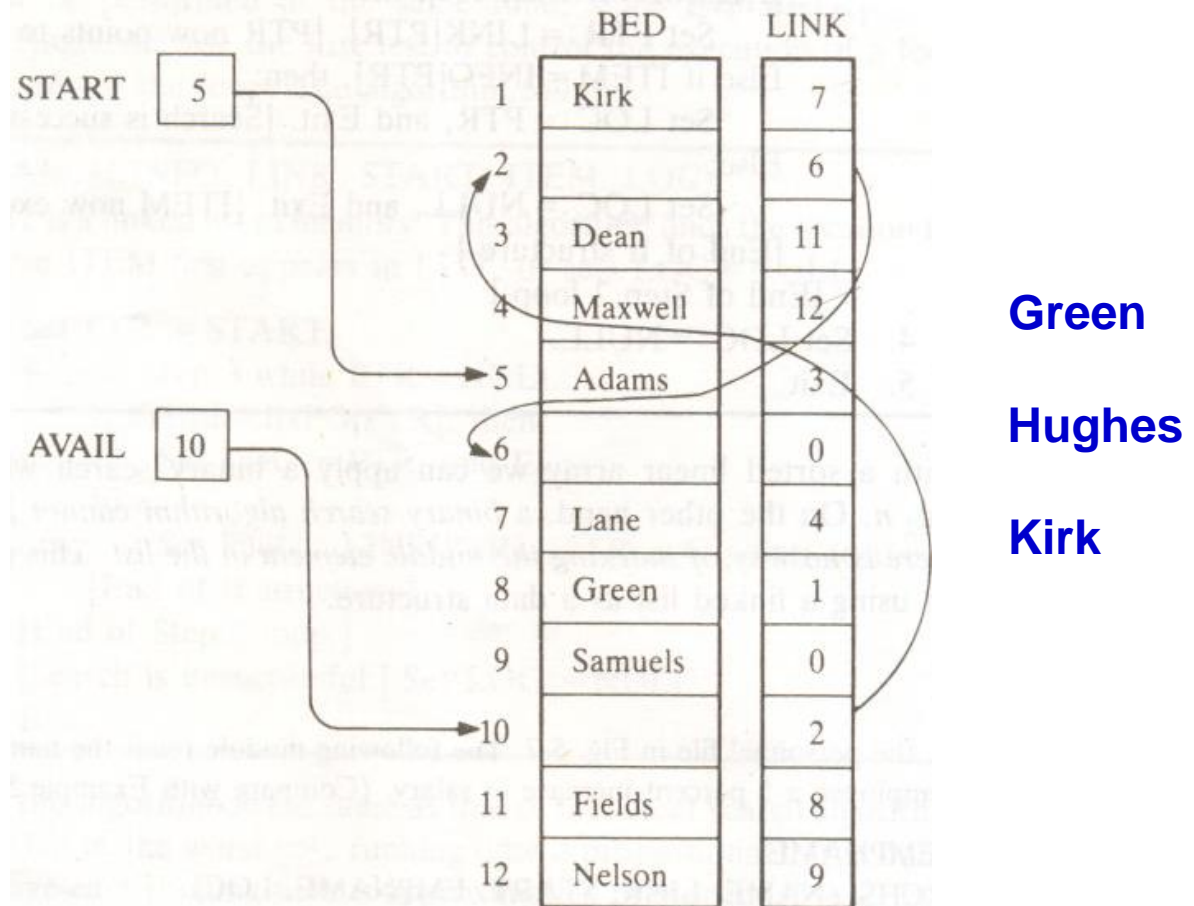 BED LINK
START 5
1 Kirk 7
2 6
3 Dean 11
4 Maxwell 12
5 Adams 3
AVAIL 10
6 0
7 Lane 4
8 Green 1
9 Samuels 0
10 2
11 Fields 8
12 Nelson 9
Green
Hughes
Kirk